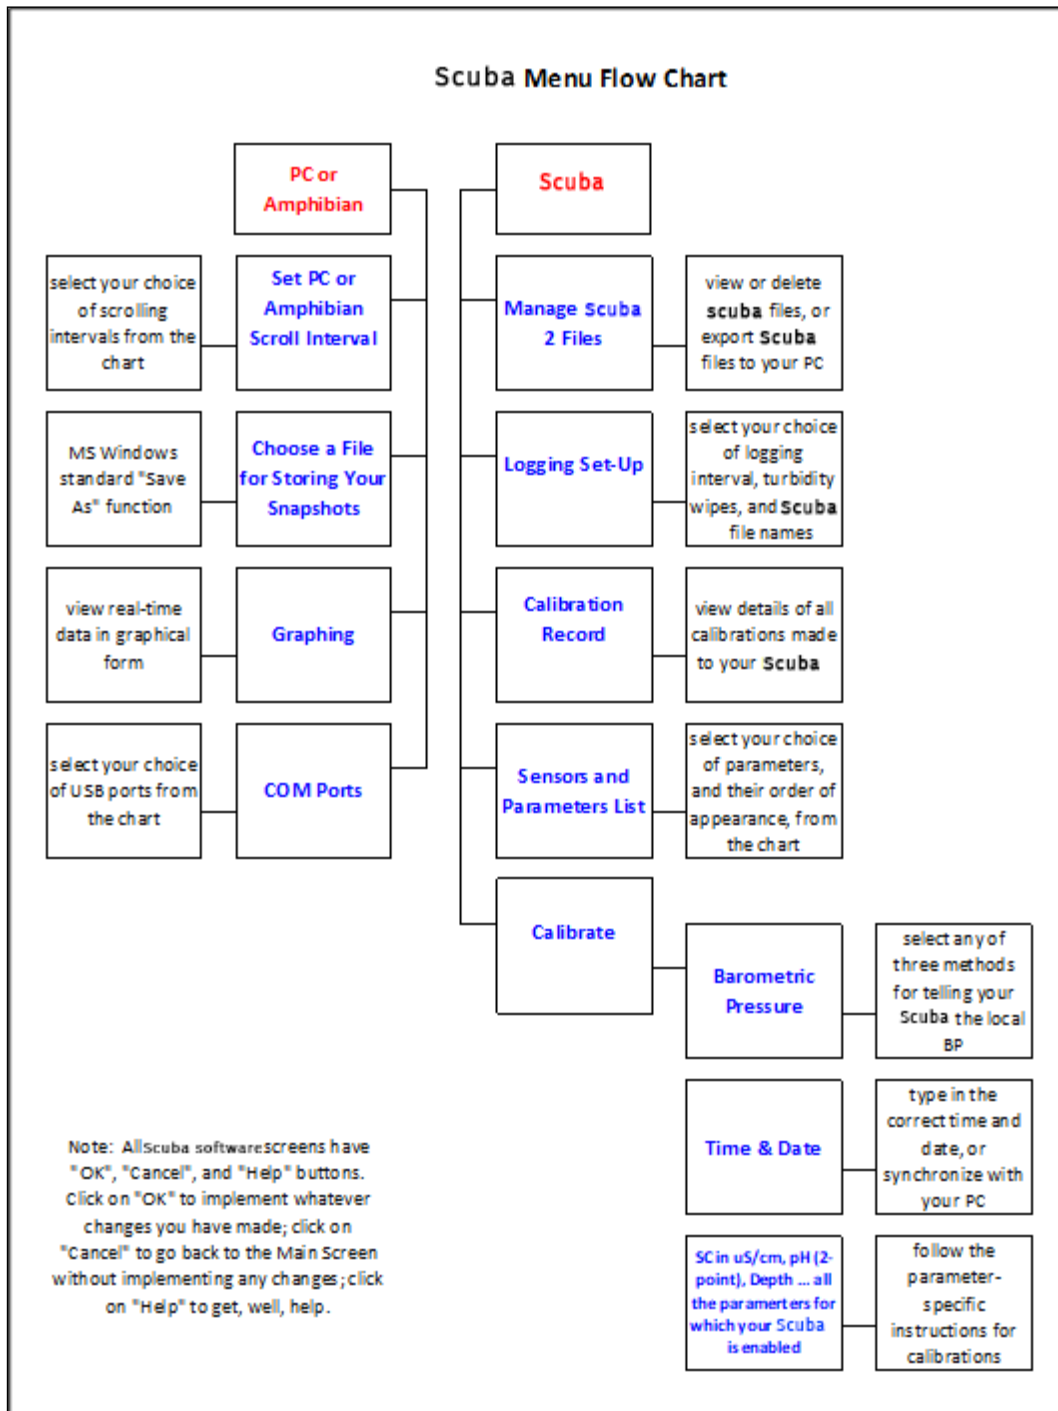 Scuba Menu Flow Chart
PC or
Amphibian
Scuba
select your choice
of scrolling
intervals from the
chart
Set PC or
Amphibian
Scroll Interval
Manage Scuba
2 Files
view or delete
scuba files, or
export Scuba
files to your PC
MS Windows
standard "Save
As" function
Choose a File
for Storing Your
Snapshots
Logging Set-Up
select your choice
of logging
interval, turbidity
wipes, and Scuba
file names
view real-time
data in graphical
form
Graphing
Calibration
Record
view details of all
calibrations made
to your Scuba
select your choice
of USB ports from
the chart
COM Ports
Sensors and
Parameters List
select your choice
of parameters,
and their order of
appearance, from
the chart
Calibrate
Barometric
Pressure
select any of
three methods
for telling your
Scuba the local
BP
Time & Date
type in the
correct time and
date, or
synchronize with
your PC
SC in uS/cm, pH (2-
point), Depth ... all
the paramerters for
which your Scuba
is enabled
follow the
parameter-
specific
instructions for
calibrations
Note: AllScuba softwarescreens have
"OK", "Cancel", and "Help" buttons.
Click on "OK" to implement whatever
changes you have made; click on
"Cancel" to go back to the Main Screen
without implementing any changes; click
on "Help" to get, well, help.